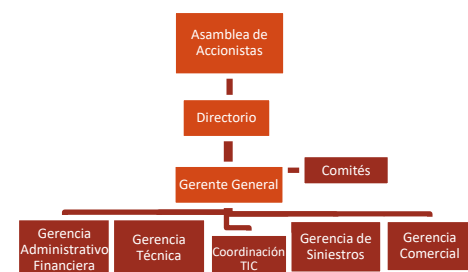 Asamblea de
Accionistas
Directorio
Comités
Gerente General
Gerencia
Administrativo
Financiera
Gerencia
Técnica
Coordinación
TIC
Gerencia de
Siniestros
Gerencia
Comercial